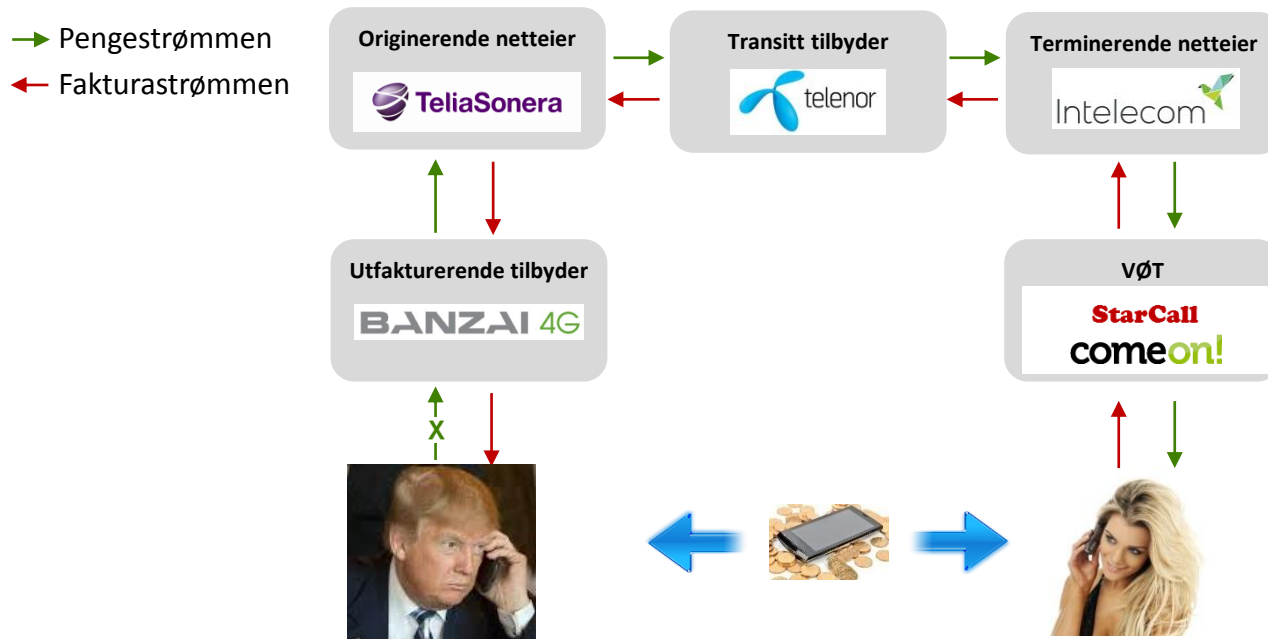 Pengestrømmen
Fakturastrømmen
Originerende netteier
TeliaSonera
Transitt tilbyder
telenor
Terminerende netteier
Intelecom
Utfakturerende tilbyder
BANZAI 4G
VØT
StarCall
comeon!
X